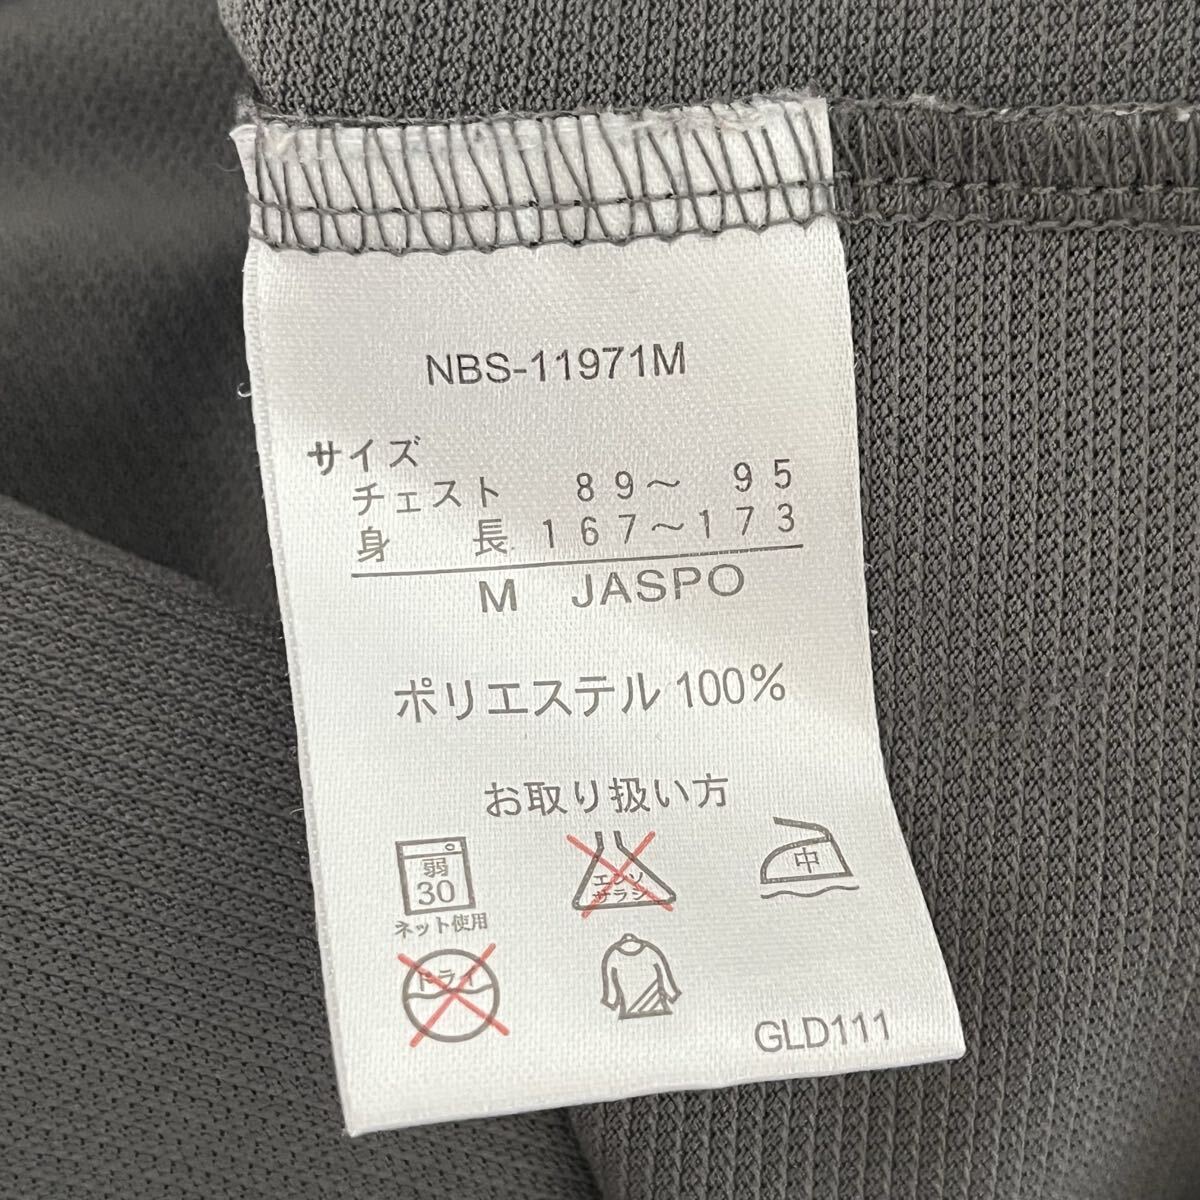 NBS-11971M
サイズ
チェスト 89〜 95
身 長 167〜173
M JASPO
ポリエステル 100%
お取り扱い方
弱
30
ネット使用
エンソ
サラシ
中
ドライ
GLD111